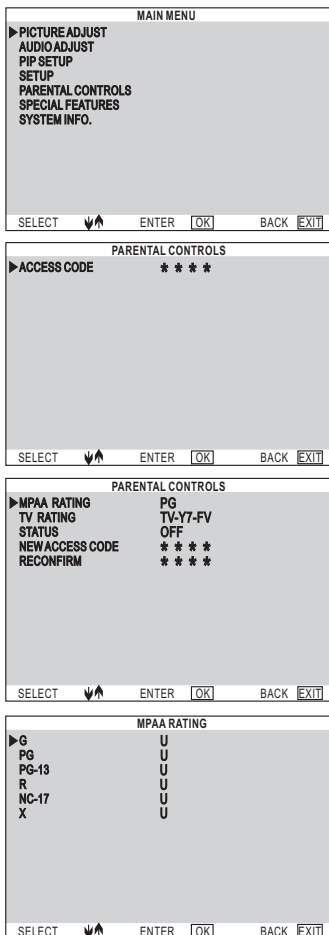 MAIN MENU
PICTURE ADJUST
AUDIO ADJUST
PIP SETUP
SETUP
PARENTAL CONTROLS
SPECIAL FEATURES
SYSTEM INFO.
SELECT ENTER OK BACK EXIT
PARENTAL CONTROLS
ACCESS CODE * * * *
SELECT ENTER OK BACK EXIT
PARENTAL CONTROLS
MPAA RATING PG
TV RATING TV-Y7-FV
STATUS OFF
NEW ACCESS CODE * * * *
RECONFIRM * * * *
SELECT ENTER OK BACK EXIT
MPAA RATING
G U
PG U
PG-13 U
R U
NC-17 U
X U
SELECT ENTER OK BACK EXIT